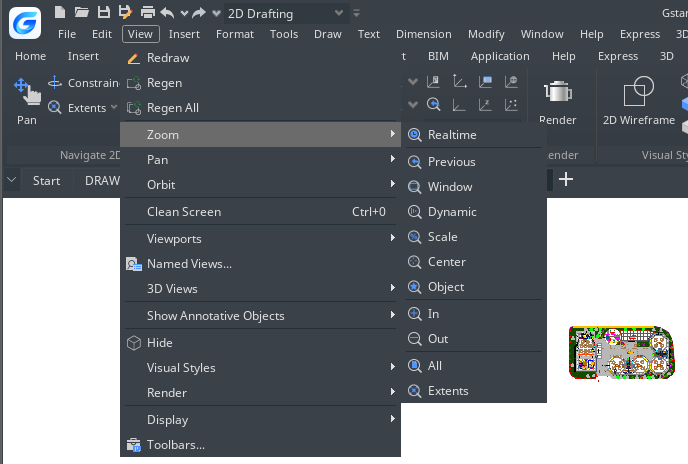 2D Drafting
Gstar
File Edit View Insert Format Tools Draw Text Dimension Modify Window Help Express 3D
Home Insert t BIM Application Help Express 3D
Redraw
Regen
Regen All
Zoom
Pan
Orbit
Clean Screen Ctrl+0
Viewports
Named Views...
3D Views
Show Annotative Objects
Hide
Visual Styles
Render
Display
Toolbars...
Realtime
Previous
Window
Dynamic
Scale
Center
Object
In
Out
All
Extents
Constrain
Extents
Pan
Navigate 2D
Render
ender
2D Wireframe
Visual Sty
Start DRAW